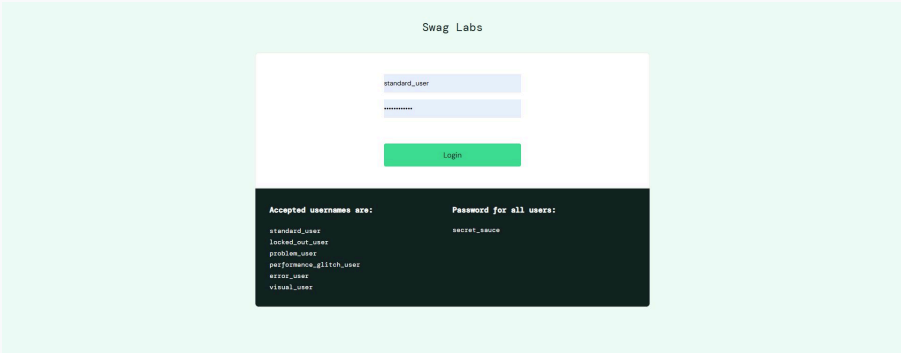 Swag Labs
standard_user
••••••••••••
Login
Accepted usernames are:
standard_user
locked_out_user
problem_user
performance_glitch_user
error_user
visual_user
Password for all users:
secret_sauce